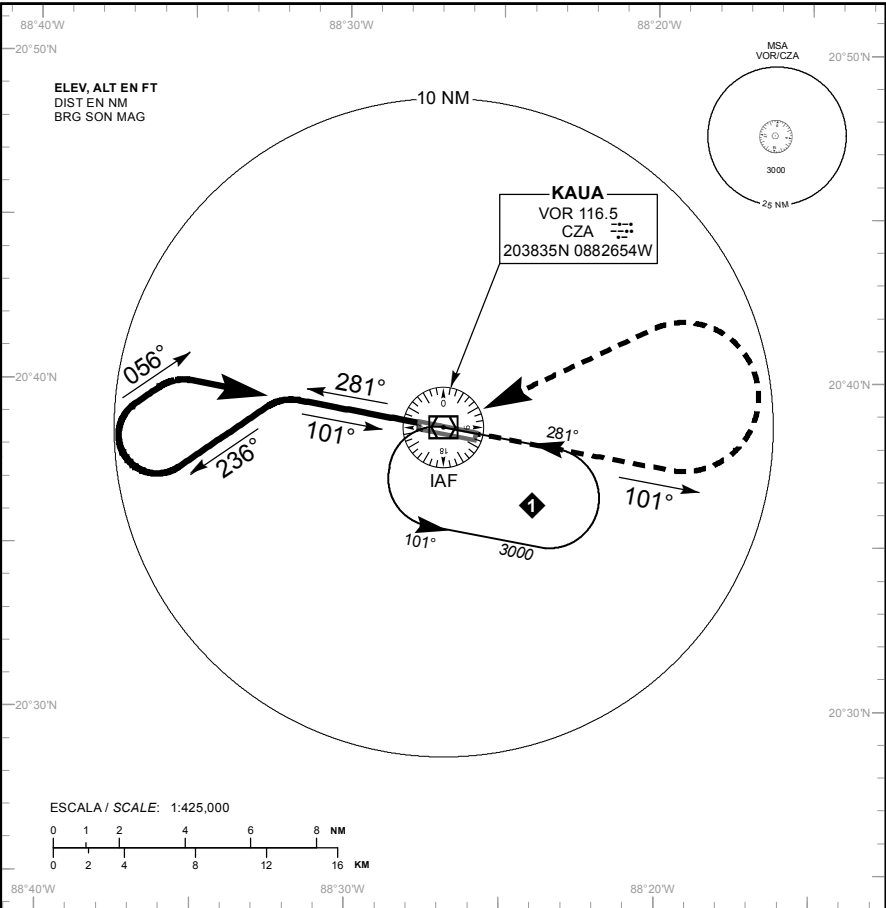 88°40'W
88°30'W
88°20'W
20°50'N
20°50'N
MSA
VOR/CZA
3000
25 NM
ELEV, ALT EN FT
DIST EN NM
BRG SON MAG
10 NM
KAUA
VOR 116.5
CZA
203835N 0882654W
20°40'N
20°40'N
056°
281°
101°
236°
0
9
18
IAF
281°
101°
1
101°
3000
20°30'N
20°30'N
ESCALA / SCALE: 1:425,000
0 1 2 4 6 8 NM
0 2 4 8 12 16 KM
88°40'W
88°30'W
88°20'W